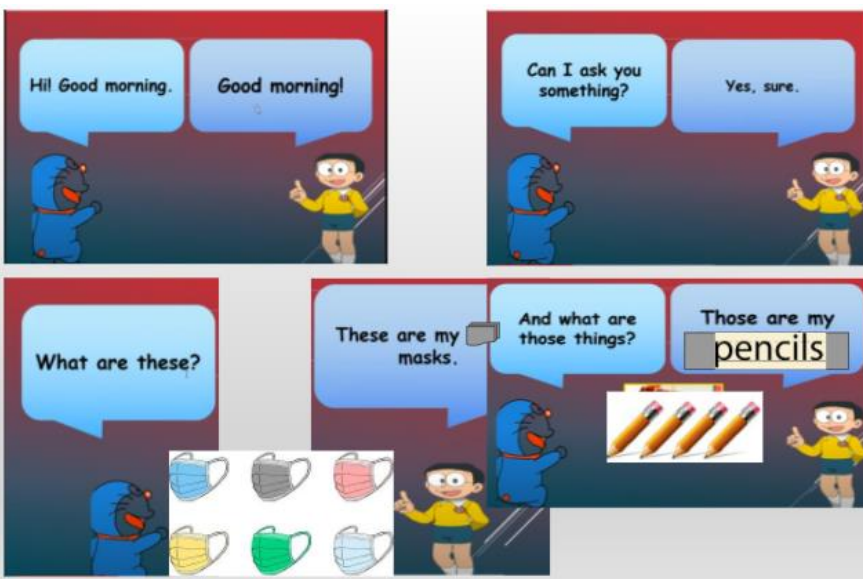 Hi! Good morning.
Good morning!
Can I ask you
something?
Yes, sure.
What are these?
These are my
masks.
And what are
those things?
Those are my
pencils